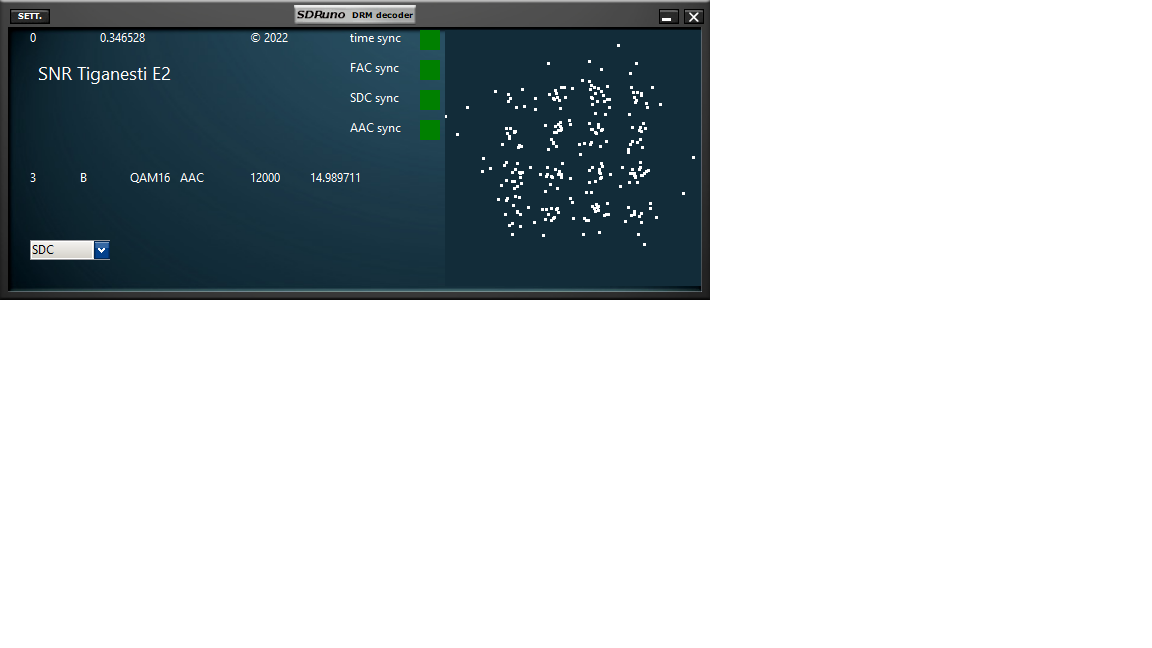 SETT. SDRuno DRM decoder
0 0.346528 © 2022 time sync
SNR Tiganesti E2 FAC sync
SDC sync
AAC sync
3 B QAM16 AAC 12000 14.989711
SDC